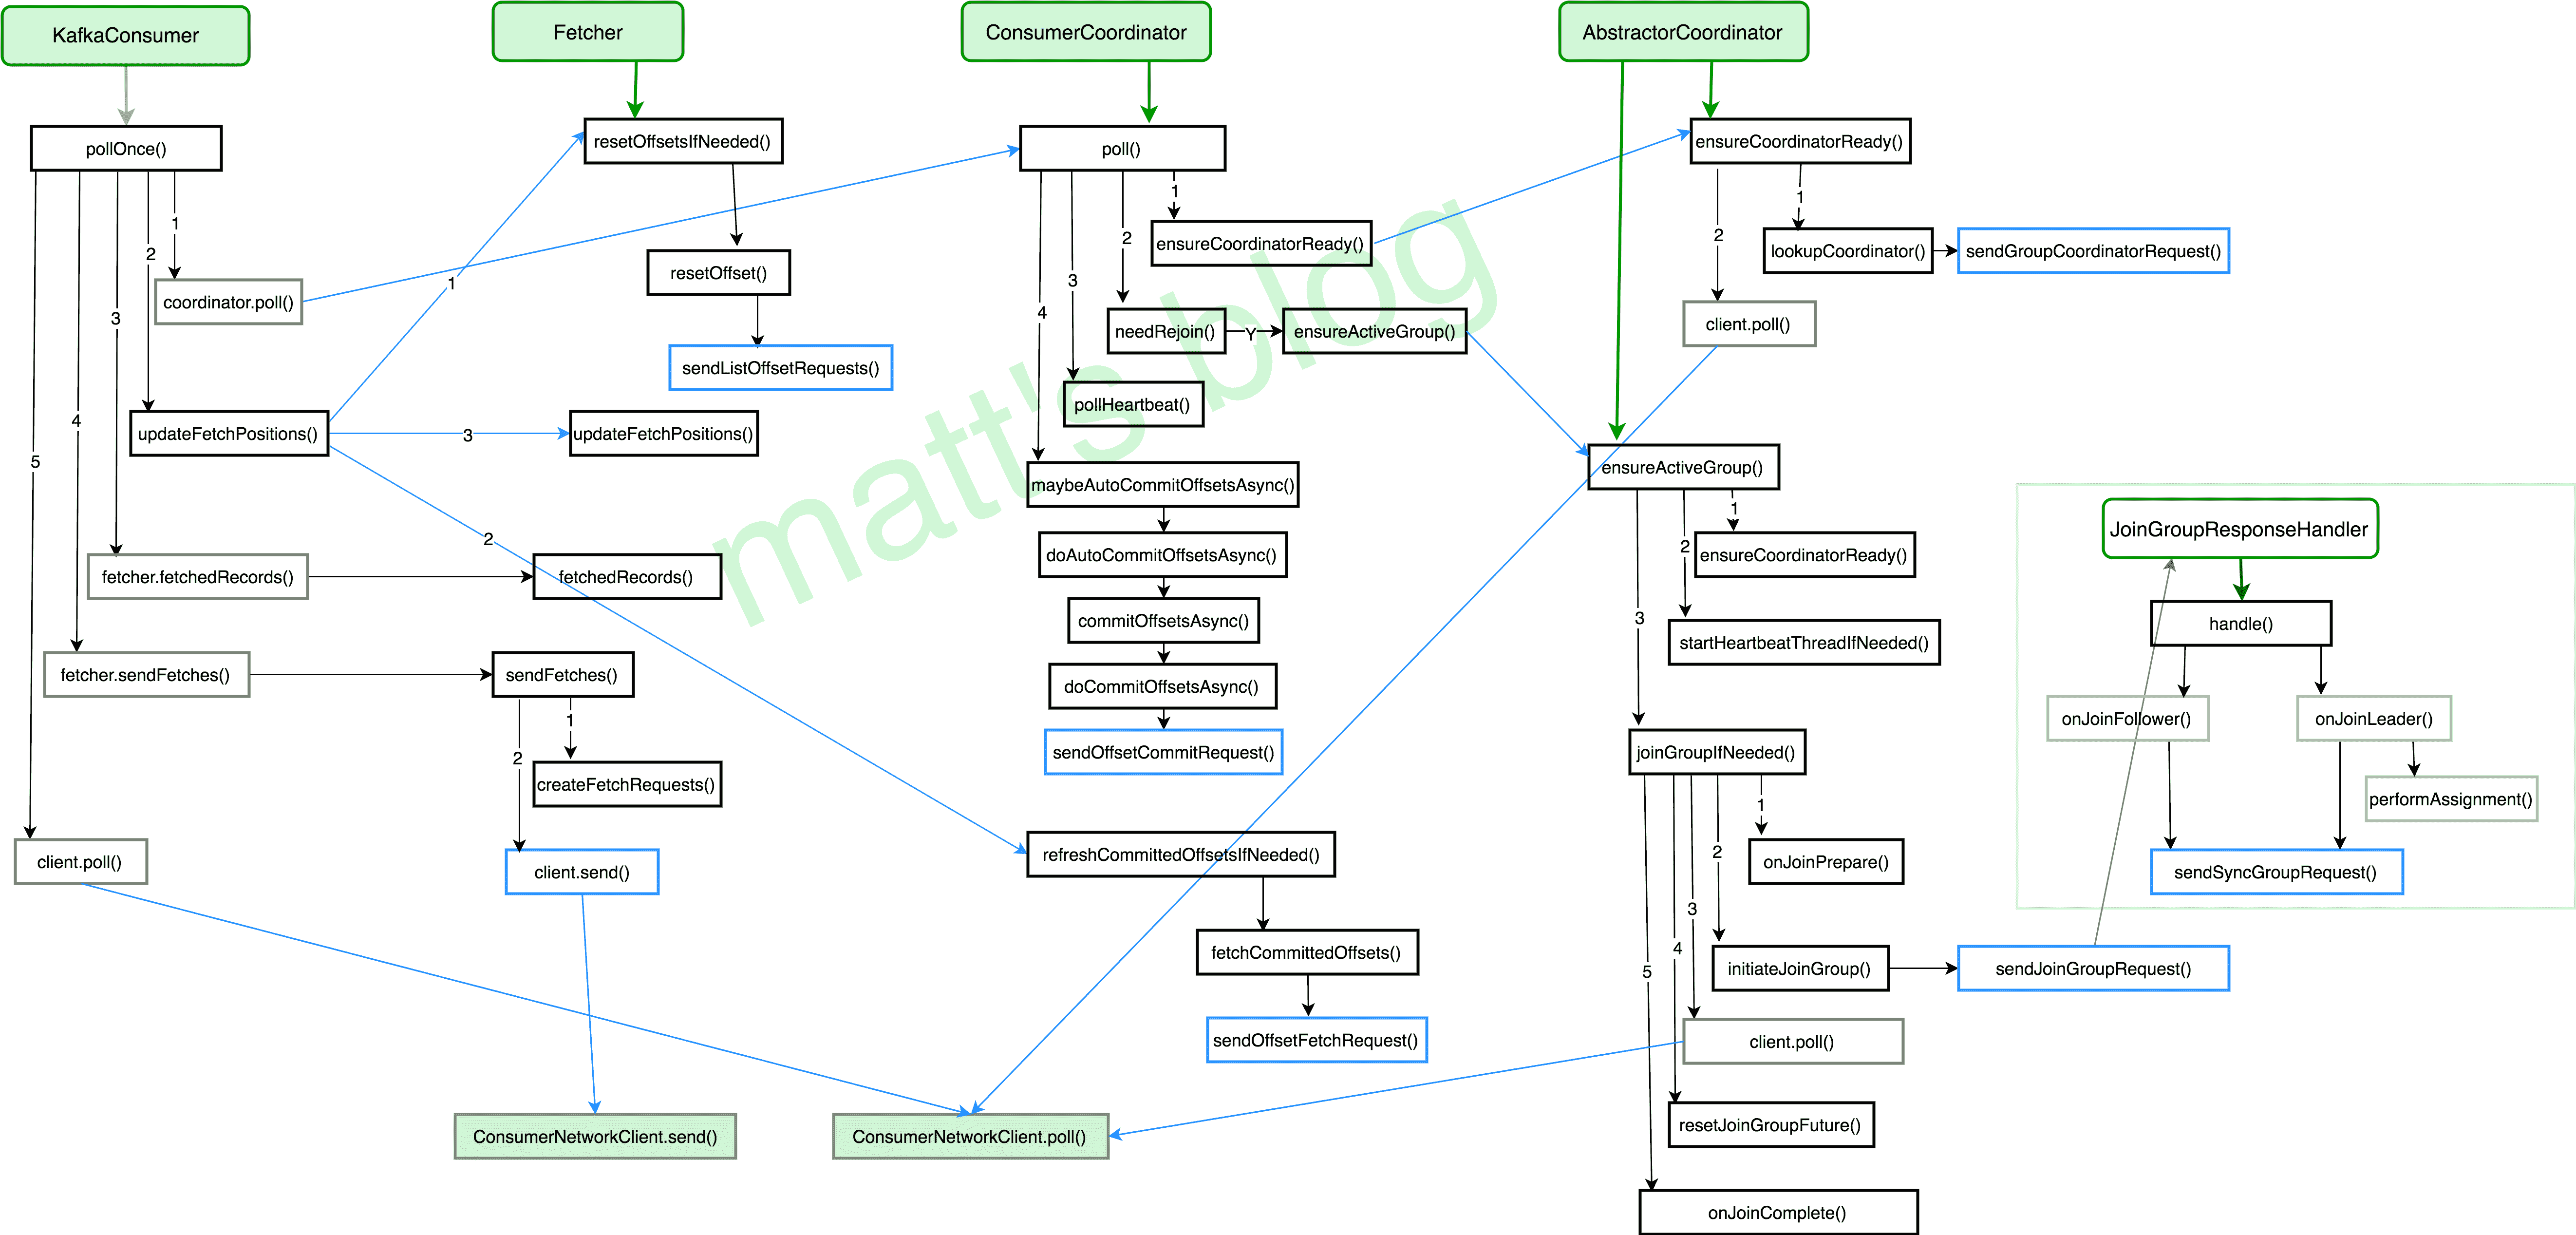 KafkaConsumer
Fetcher
ConsumerCoordinator
AbstractorCoordinator
pollOnce()
1
2
3
4
5
coordinator.poll()
updateFetchPositions()
fetcher.fetchedRecords()
fetcher.sendFetches()
client.poll()
1
2
3
resetOffsetsIfNeeded()
resetOffset()
sendListOffsetRequests()
updateFetchPositions()
fetchedRecords()
sendFetches()
1
2
createFetchRequests()
client.send()
ConsumerNetworkClient.send()
ConsumerNetworkClient.poll()
poll()
1
2
3
4
ensureCoordinatorReady()
needRejoin()
Y
ensureActiveGroup()
pollHeartbeat()
maybeAutoCommitOffsetsAsync()
doAutoCommitOffsetsAsync()
commitOffsetsAsync()
doCommitOffsetsAsync()
sendOffsetCommitRequest()
refreshCommittedOffsetsIfNeeded()
fetchCommittedOffsets()
sendOffsetFetchRequest()
matt's blog
ensureCoordinatorReady()
1
2
lookupCoordinator()
sendGroupCoordinatorRequest()
client.poll()
ensureActiveGroup()
1
2
3
ensureCoordinatorReady()
startHeartbeatThreadIfNeeded()
joinGroupIfNeeded()
1
2
3
4
5
onJoinPrepare()
initiateJoinGroup()
sendJoinGroupRequest()
client.poll()
resetJoinGroupFuture()
onJoinComplete()
JoinGroupResponseHandler
handle()
onJoinFollower()
onJoinLeader()
performAssignment()
sendSyncGroupRequest()